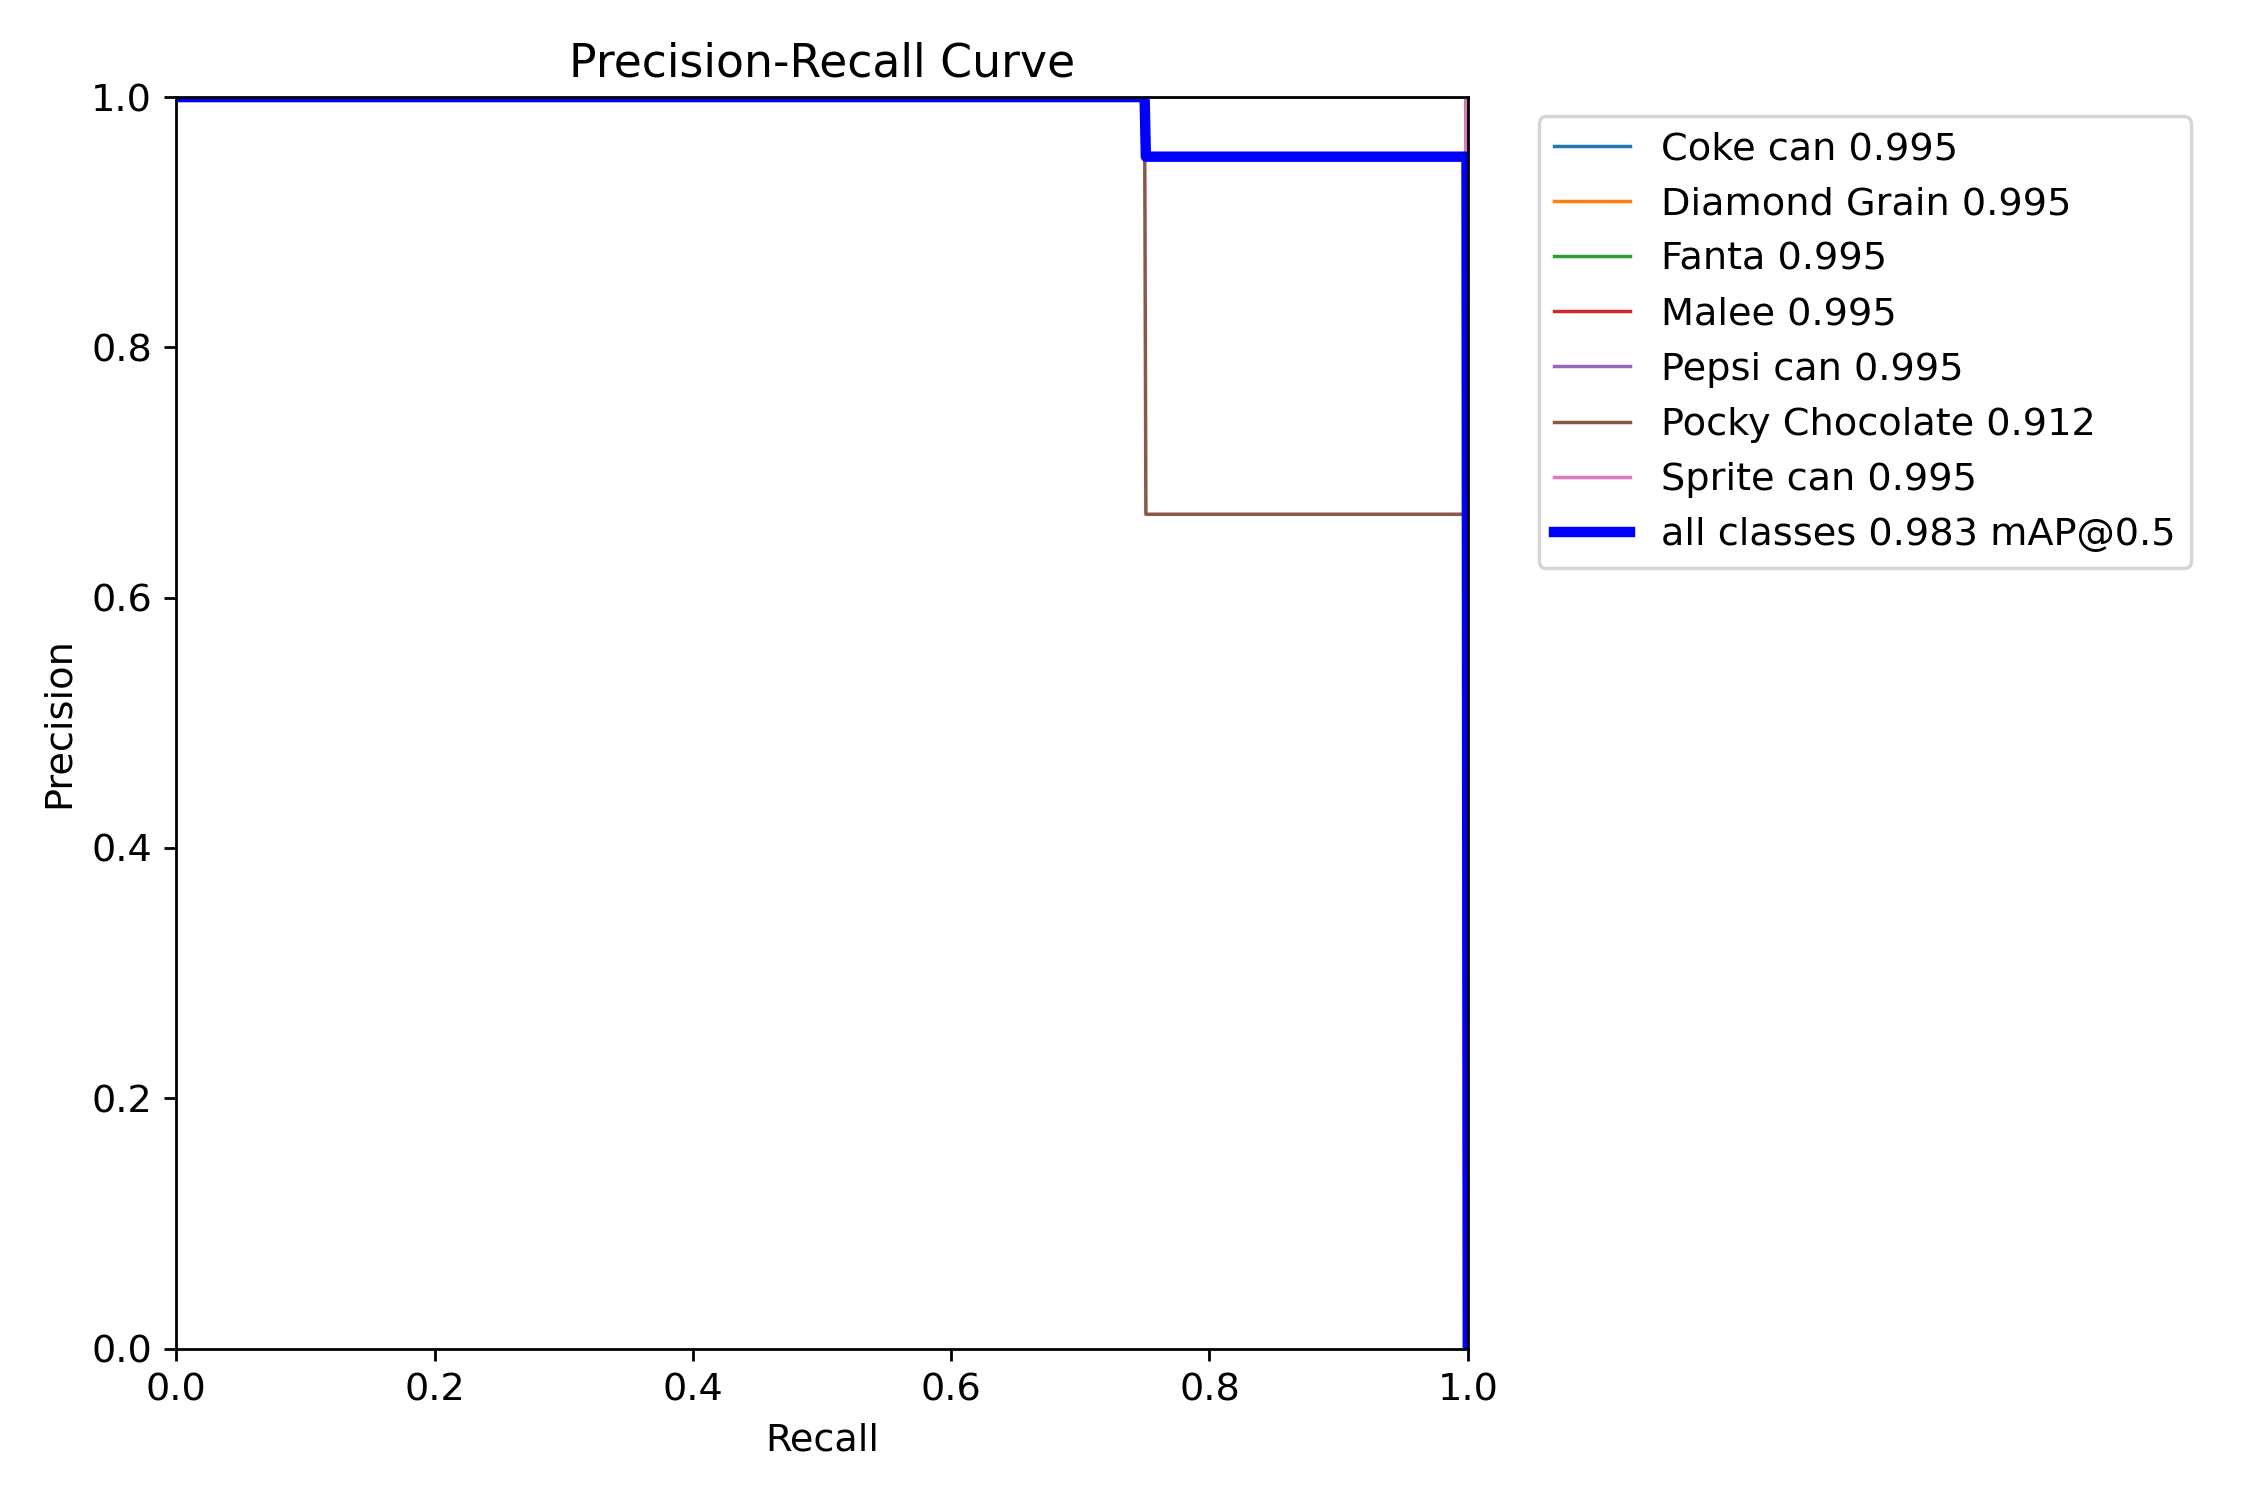 Precision-Recall Curve
1.0
0.8
0.6
0.4
0.2
0.0
Precision
0.0 0.2 0.4 0.6 0.8 1.0
Recall
Coke can 0.995
Diamond Grain 0.995
Fanta 0.995
Malee 0.995
Pepsi can 0.995
Pocky Chocolate 0.912
Sprite can 0.995
all classes 0.983 mAP@0.5